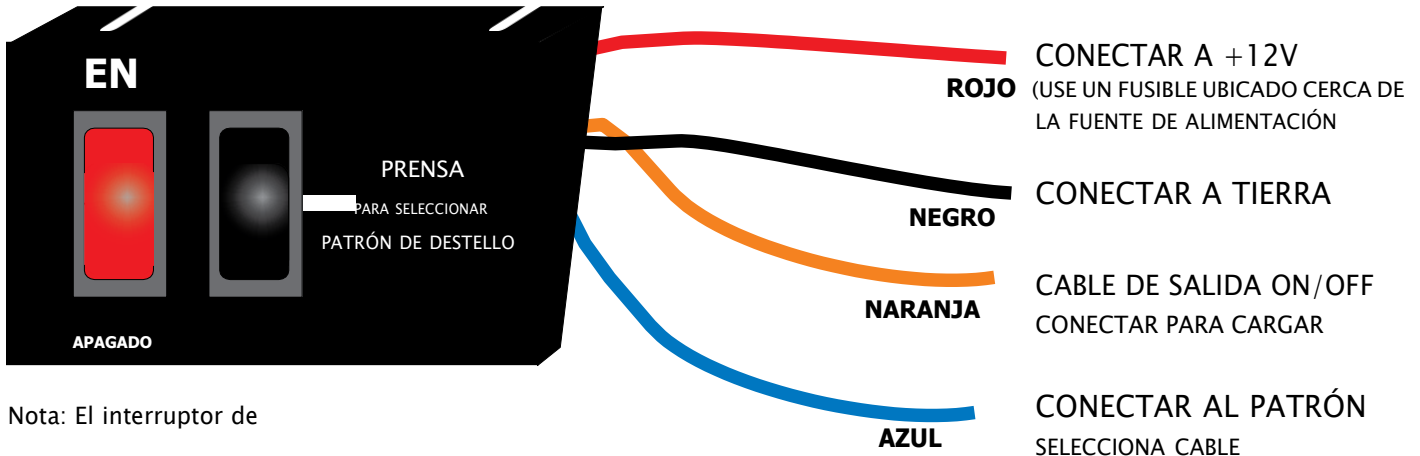 EN
PRENSA
PARA SELECCIONAR
PATRÓN DE DESTELLO
APAGADO
ROJO
CONECTAR A +12V
(USE UN FUSIBLE UBICADO CERCA DE
LA FUENTE DE ALIMENTACIÓN
NEGRO
CONECTAR A TIERRA
NARANJA
CABLE DE SALIDA ON/OFF
CONECTAR PARA CARGAR
AZUL
CONECTAR AL PATRÓN
SELECCIONA CABLE
Nota: El interruptor de